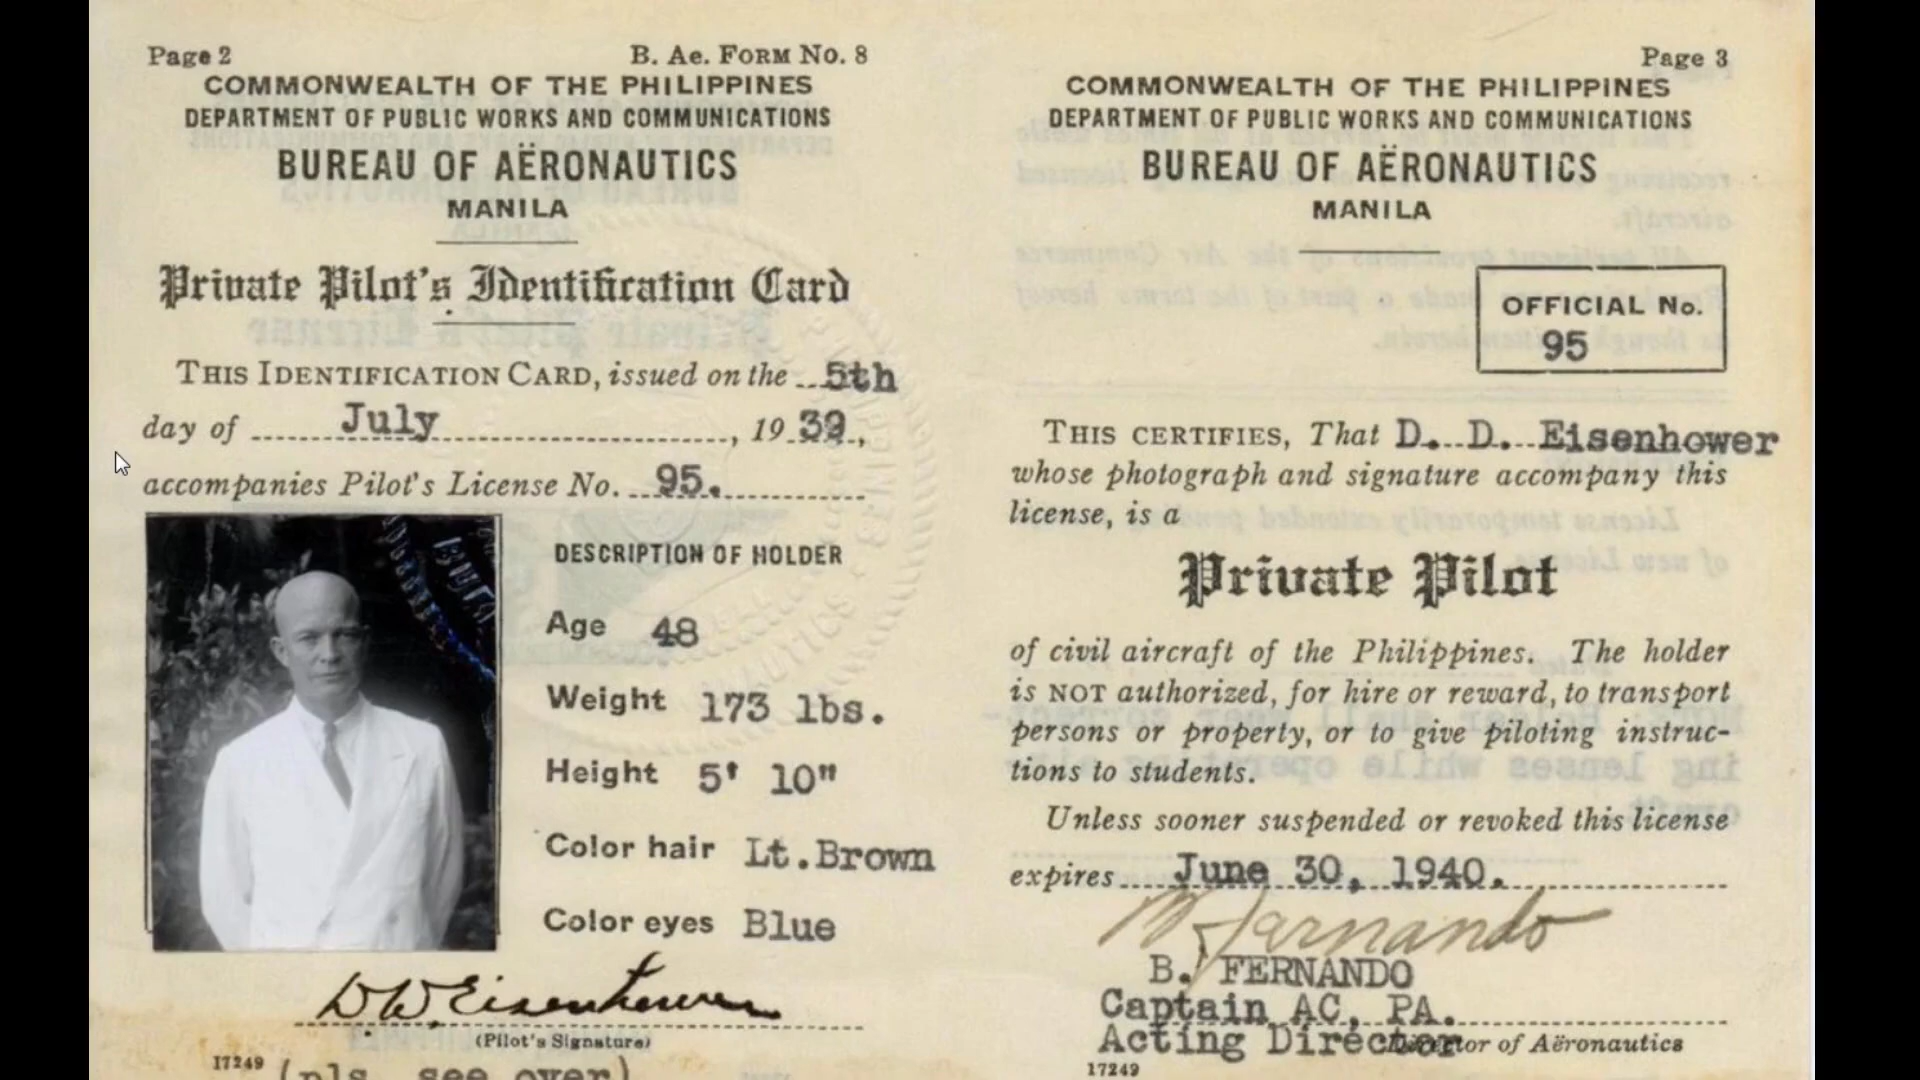 Page 2
B. Ae. FORM NO. 8
COMMONWEALTH OF THE PHILIPPINES
DEPARTMENT OF PUBLIC WORKS AND COMMUNICATIONS
BUREAU OF AËRONAUTICS
MANILA
Private Pilot's Identification Card
THIS IDENTIFICATION CARD, issued on the 5th
day of July, 1939,
accompanies Pilot's License No. 95.
DESCRIPTION OF HOLDER
Age 48
Weight 173 lbs.
Height 5' 10"
Color hair Lt.Brown
Color eyes Blue
D D. Eisenhower
(Pilot's Signature)
17249
(pls. see over)
Page 3
COMMONWEALTH OF THE PHILIPPINES
DEPARTMENT OF PUBLIC WORKS AND COMMUNICATIONS
BUREAU OF AËRONAUTICS
MANILA
OFFICIAL No.
95
THIS CERTIFIES, That D. D. Eisenhower
whose photograph and signature accompany this
license, is a
Private Pilot
of civil aircraft of the Philippines. The holder
is NOT authorized, for hire or reward, to transport
persons or property, or to give piloting instruc-
tions to students.
Unless sooner suspended or revoked this license
expires June 30, 1940.
B Fernando
B. FERNANDO
Captain AC, PA.
Acting Director
Director of Aëronautics
17249